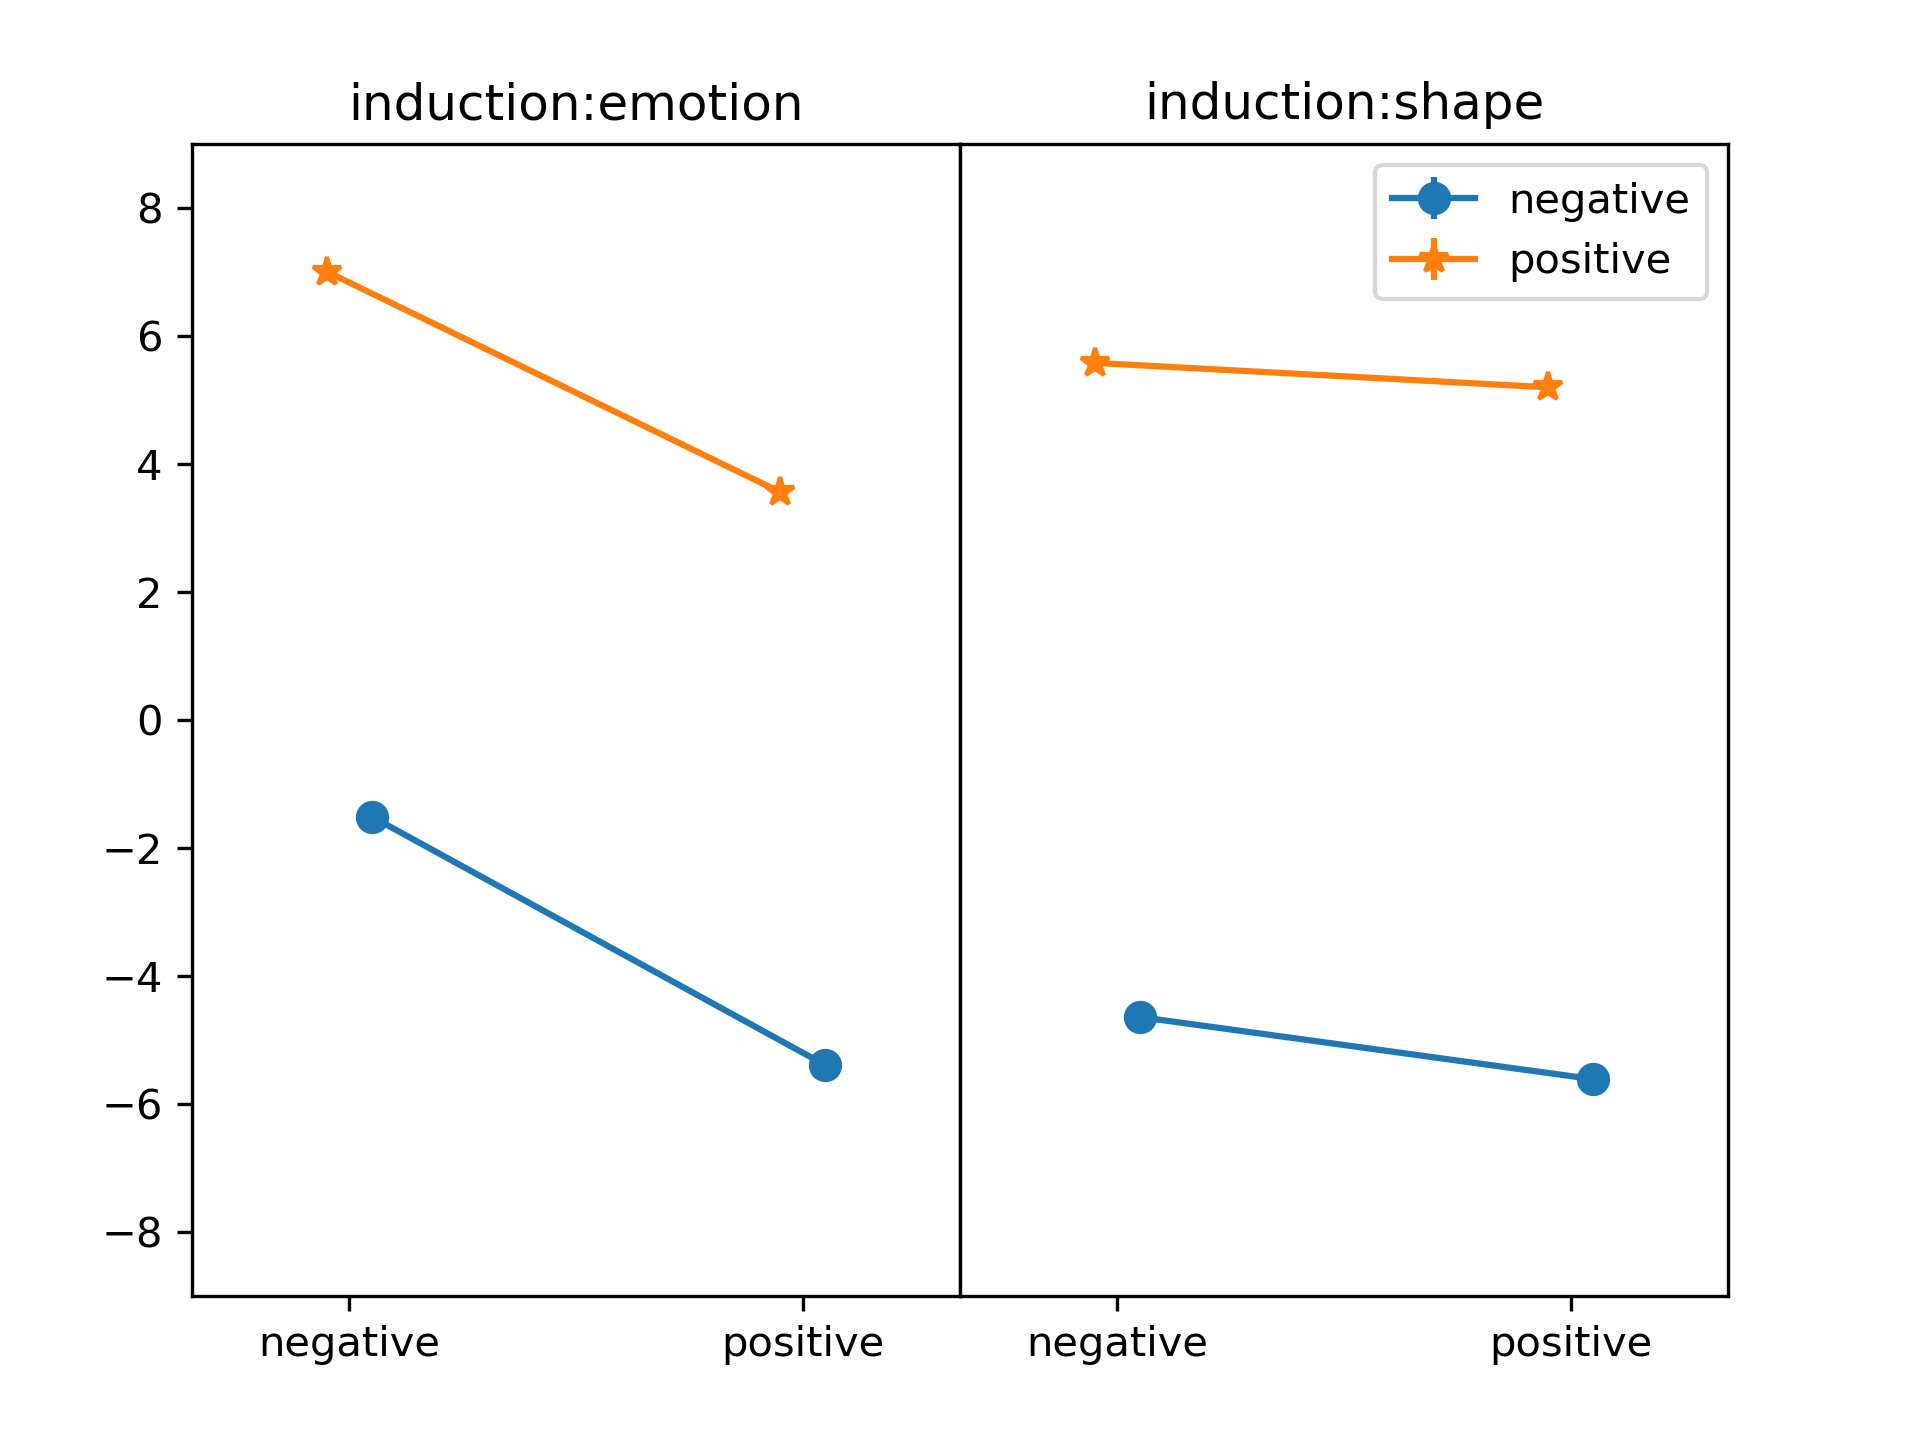 induction:emotion
induction:shape
negative
positive
8
6
4
2
0
−2
−4
−6
−8
negative positive negative positive